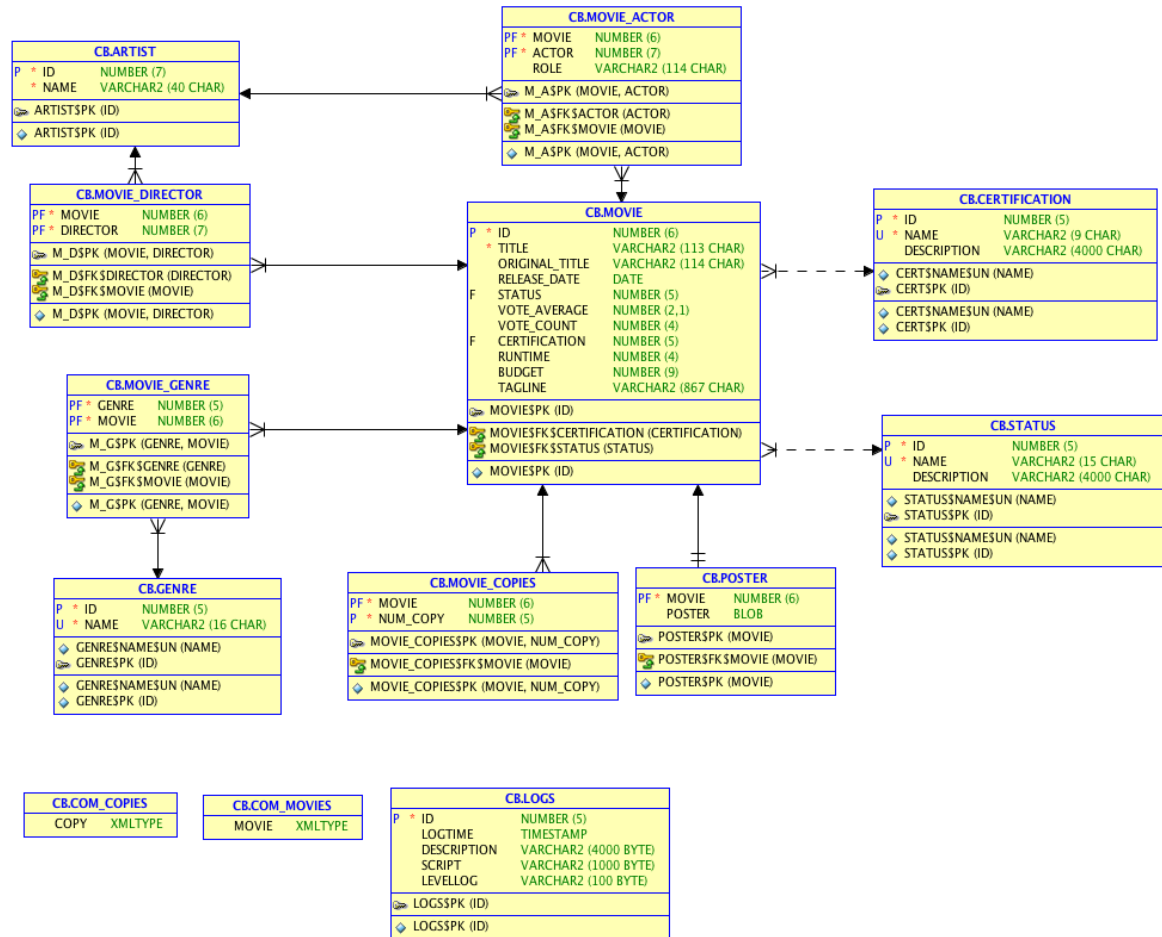 CB.MOVIE_ACTOR
PF * MOVIE NUMBER (6)
PF * ACTOR NUMBER (7)
ROLE VARCHAR2 (114 CHAR)
M_A$PK (MOVIE, ACTOR)
M_A$FK$ACTOR (ACTOR)
M_A$FK$MOVIE (MOVIE)
M_A$PK (MOVIE, ACTOR)
CB.ARTIST
P * ID NUMBER (7)
* NAME VARCHAR2 (40 CHAR)
ARTIST$PK (ID)
ARTIST$PK (ID)
CB.MOVIE_DIRECTOR
PF * MOVIE NUMBER (6)
PF * DIRECTOR NUMBER (7)
M_D$PK (MOVIE, DIRECTOR)
M_D$FK$DIRECTOR (DIRECTOR)
M_D$FK$MOVIE (MOVIE)
M_D$PK (MOVIE, DIRECTOR)
CB.MOVIE
P * ID NUMBER (6)
* TITLE VARCHAR2 (113 CHAR)
ORIGINAL_TITLE VARCHAR2 (114 CHAR)
RELEASE_DATE DATE
F STATUS NUMBER (5)
VOTE_AVERAGE NUMBER (2,1)
VOTE_COUNT NUMBER (4)
F CERTIFICATION NUMBER (5)
RUNTIME NUMBER (4)
BUDGET NUMBER (9)
TAGLINE VARCHAR2 (867 CHAR)
MOVIE$PK (ID)
MOVIE$FK$CERTIFICATION (CERTIFICATION)
MOVIE$FK$STATUS (STATUS)
MOVIE$PK (ID)
CB.CERTIFICATION
P * ID NUMBER (5)
U * NAME VARCHAR2 (9 CHAR)
DESCRIPTION VARCHAR2 (4000 CHAR)
CERT$NAME$UN (NAME)
CERT$PK (ID)
CERT$NAME$UN (NAME)
CERT$PK (ID)
CB.MOVIE_GENRE
PF * GENRE NUMBER (5)
PF * MOVIE NUMBER (6)
M_G$PK (GENRE, MOVIE)
M_G$FK$GENRE (GENRE)
M_G$FK$MOVIE (MOVIE)
M_G$PK (GENRE, MOVIE)
CB.STATUS
P * ID NUMBER (5)
U * NAME VARCHAR2 (15 CHAR)
DESCRIPTION VARCHAR2 (4000 CHAR)
STATUS$NAME$UN (NAME)
STATUS$PK (ID)
STATUS$NAME$UN (NAME)
STATUS$PK (ID)
CB.GENRE
P * ID NUMBER (5)
U * NAME VARCHAR2 (16 CHAR)
GENRE$NAME$UN (NAME)
GENRE$PK (ID)
GENRE$NAME$UN (NAME)
GENRE$PK (ID)
CB.MOVIE_COPIES
PF * MOVIE NUMBER (6)
P * NUM_COPY NUMBER (5)
MOVIE_COPIES$PK (MOVIE, NUM_COPY)
MOVIE_COPIES$FK$MOVIE (MOVIE)
MOVIE_COPIES$PK (MOVIE, NUM_COPY)
CB.POSTER
PF * MOVIE NUMBER (6)
POSTER BLOB
POSTER$PK (MOVIE)
POSTER$FK$MOVIE (MOVIE)
POSTER$PK (MOVIE)
CB.COM_COPIES
COPY XMLTYPE
CB.COM_MOVIES
MOVIE XMLTYPE
CB.LOGS
P * ID NUMBER (5)
LOGTIME TIMESTAMP
DESCRIPTION VARCHAR2 (4000 BYTE)
SCRIPT VARCHAR2 (1000 BYTE)
LEVELLOG VARCHAR2 (100 BYTE)
LOGS$PK (ID)
LOGS$PK (ID)